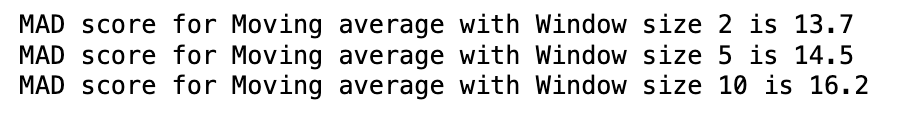 MAD score for Moving average with Window size 2 is 13.7
MAD score for Moving average with Window size 5 is 14.5
MAD score for Moving average with Window size 10 is 16.2